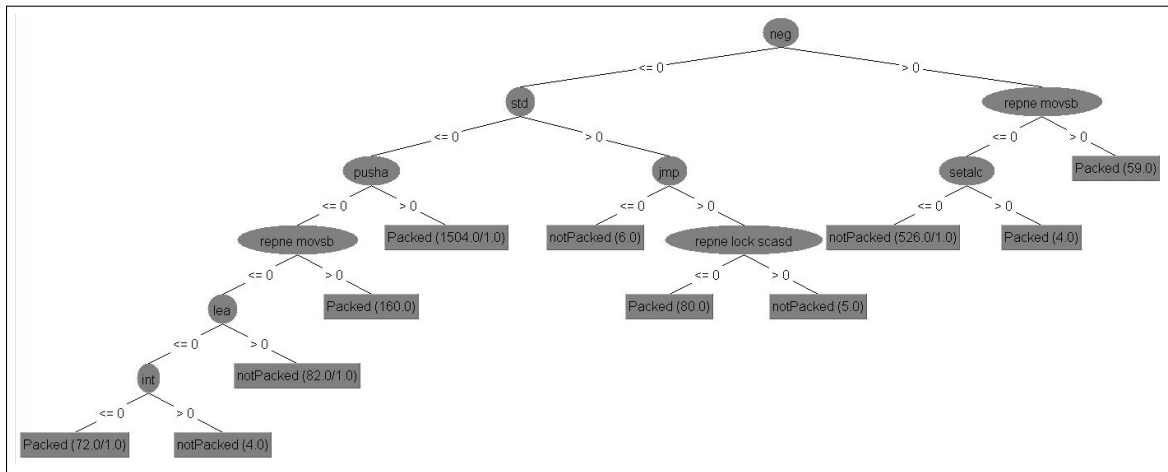 neg
<= 0 > 0
std repne movsb
<= 0 > 0 <= 0 > 0
pusha jmp setalc Packed (59.0)
<= 0 > 0 <= 0 > 0 <= 0 > 0
repne movsb Packed (1504.0/1.0) notPacked (6.0) repne lock scasd notPacked (526.0/1.0) Packed (4.0)
<= 0 > 0 <= 0 > 0
lea Packed (160.0) Packed (80.0) notPacked (5.0)
<= 0 > 0
int notPacked (82.0/1.0)
<= 0 > 0
Packed (72.0/1.0) notPacked (4.0)